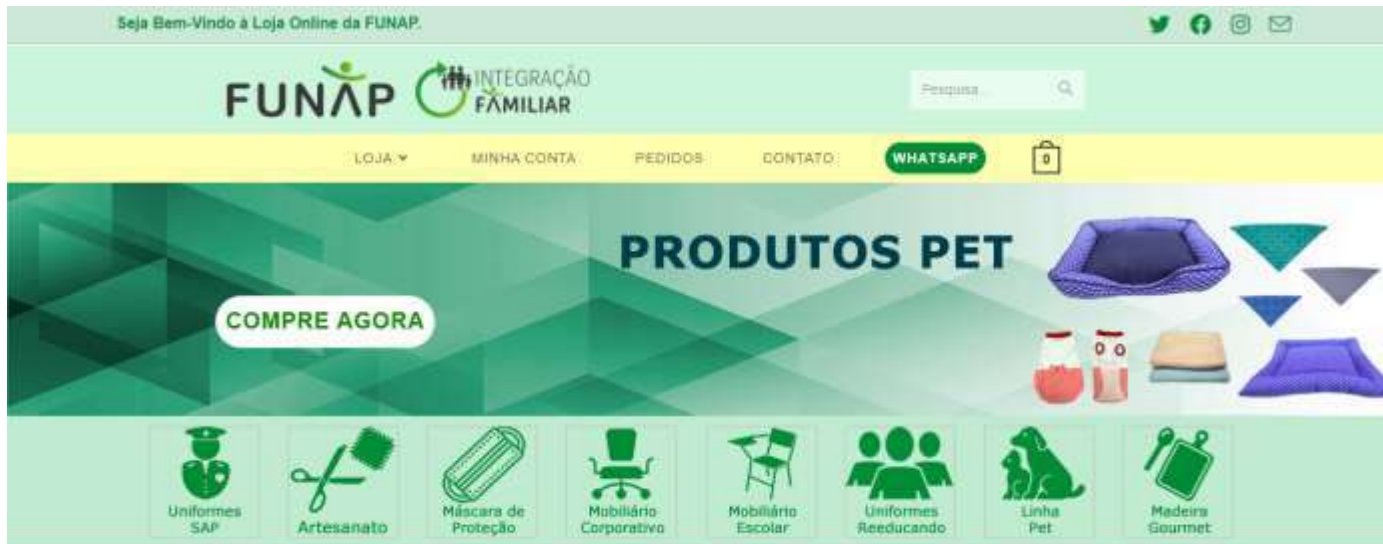 Seja Bem-Vindo à Loja Online da FUNAP.
FUNAP
INTEGRAÇÃO
FAMILIAR
Pesquisa...
LOJA
MINHA CONTA
PEDIDOS
CONTATO
WHATSAPP
0
PRODUTOS PET
COMPRE AGORA
Uniformes
SAP
Artesanato
Máscara de
Proteção
Mobiliário
Corporativo
Mobiliário
Escolar
Uniformes
Reeducando
Linha
Pet
Madeira
Gourmet